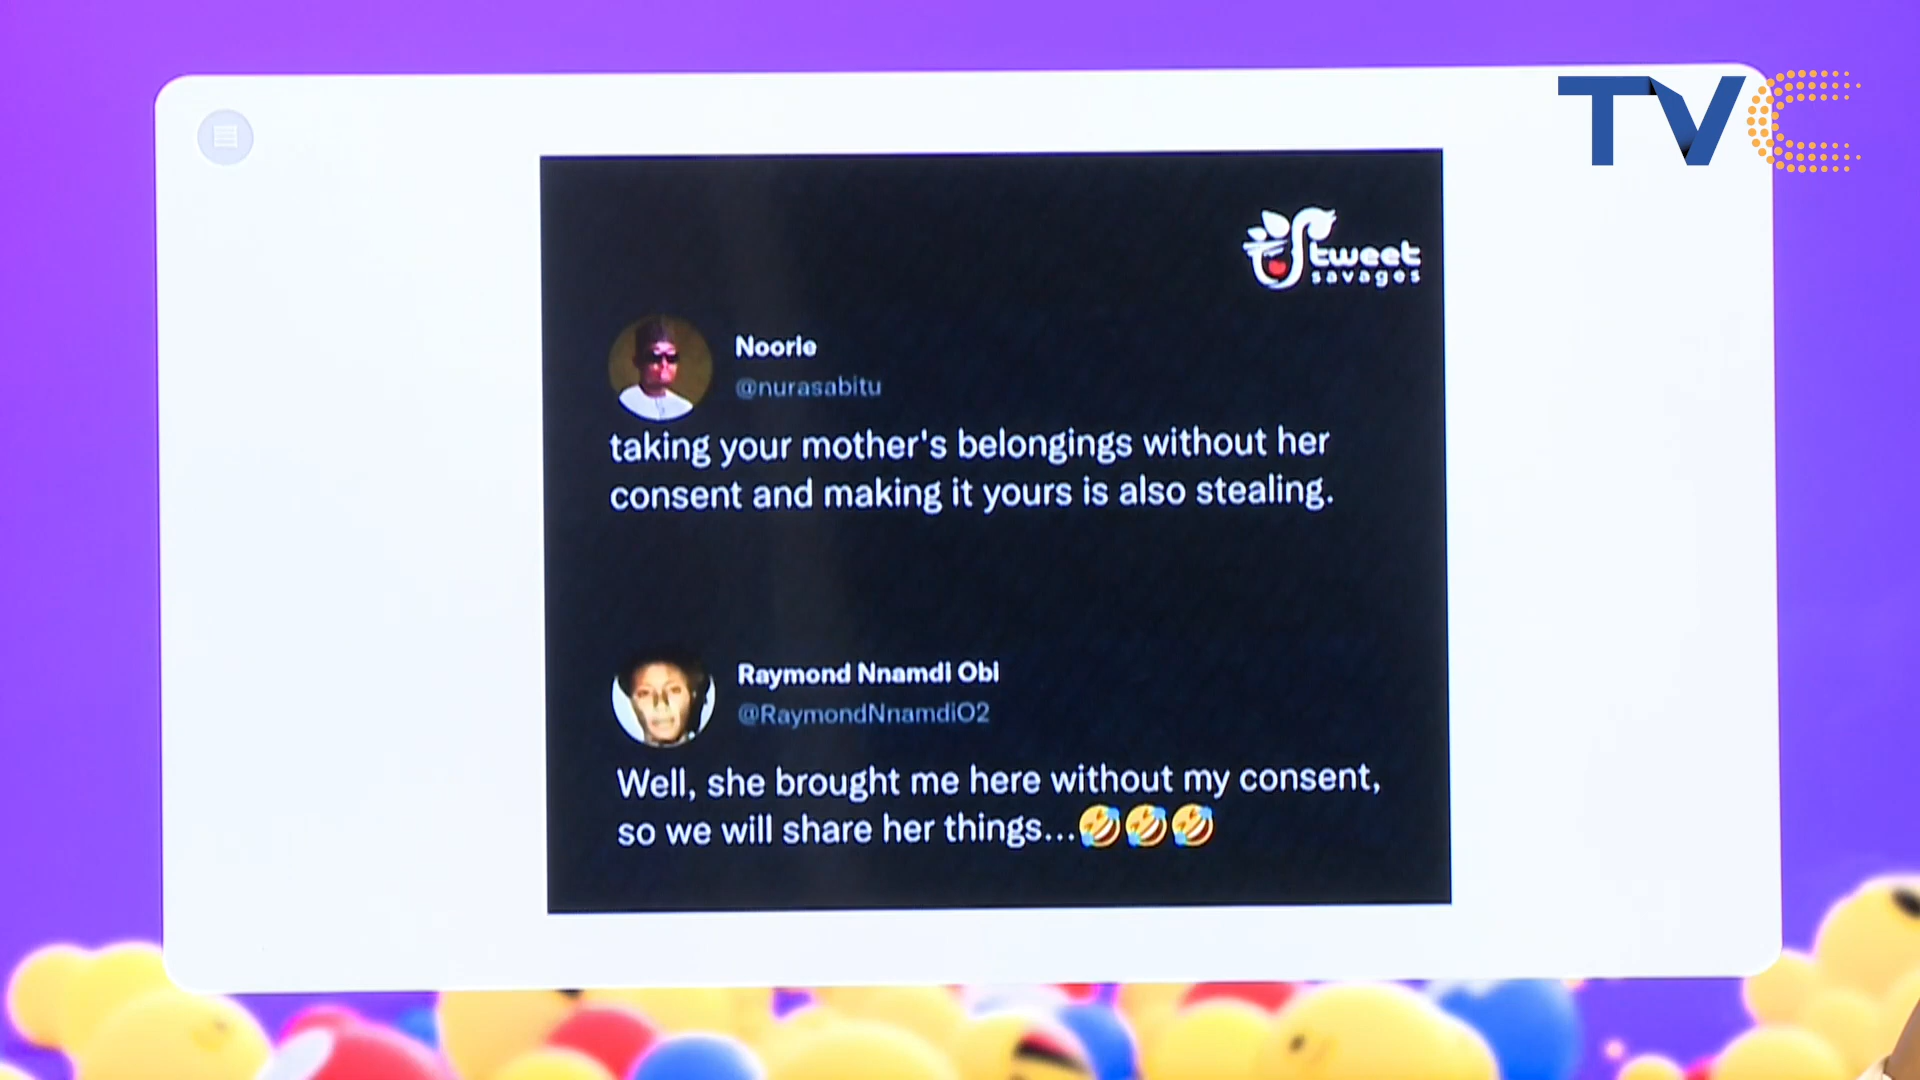 TVC
tweet
savages
Noorie
@nurasabitu
taking your mother's belongings without her
consent and making it yours is also stealing.
Raymond Nnamdi Obi
@RaymondNnamdiO2
Well, she brought me here without my consent,
so we will share her things...🤣🤣🤣